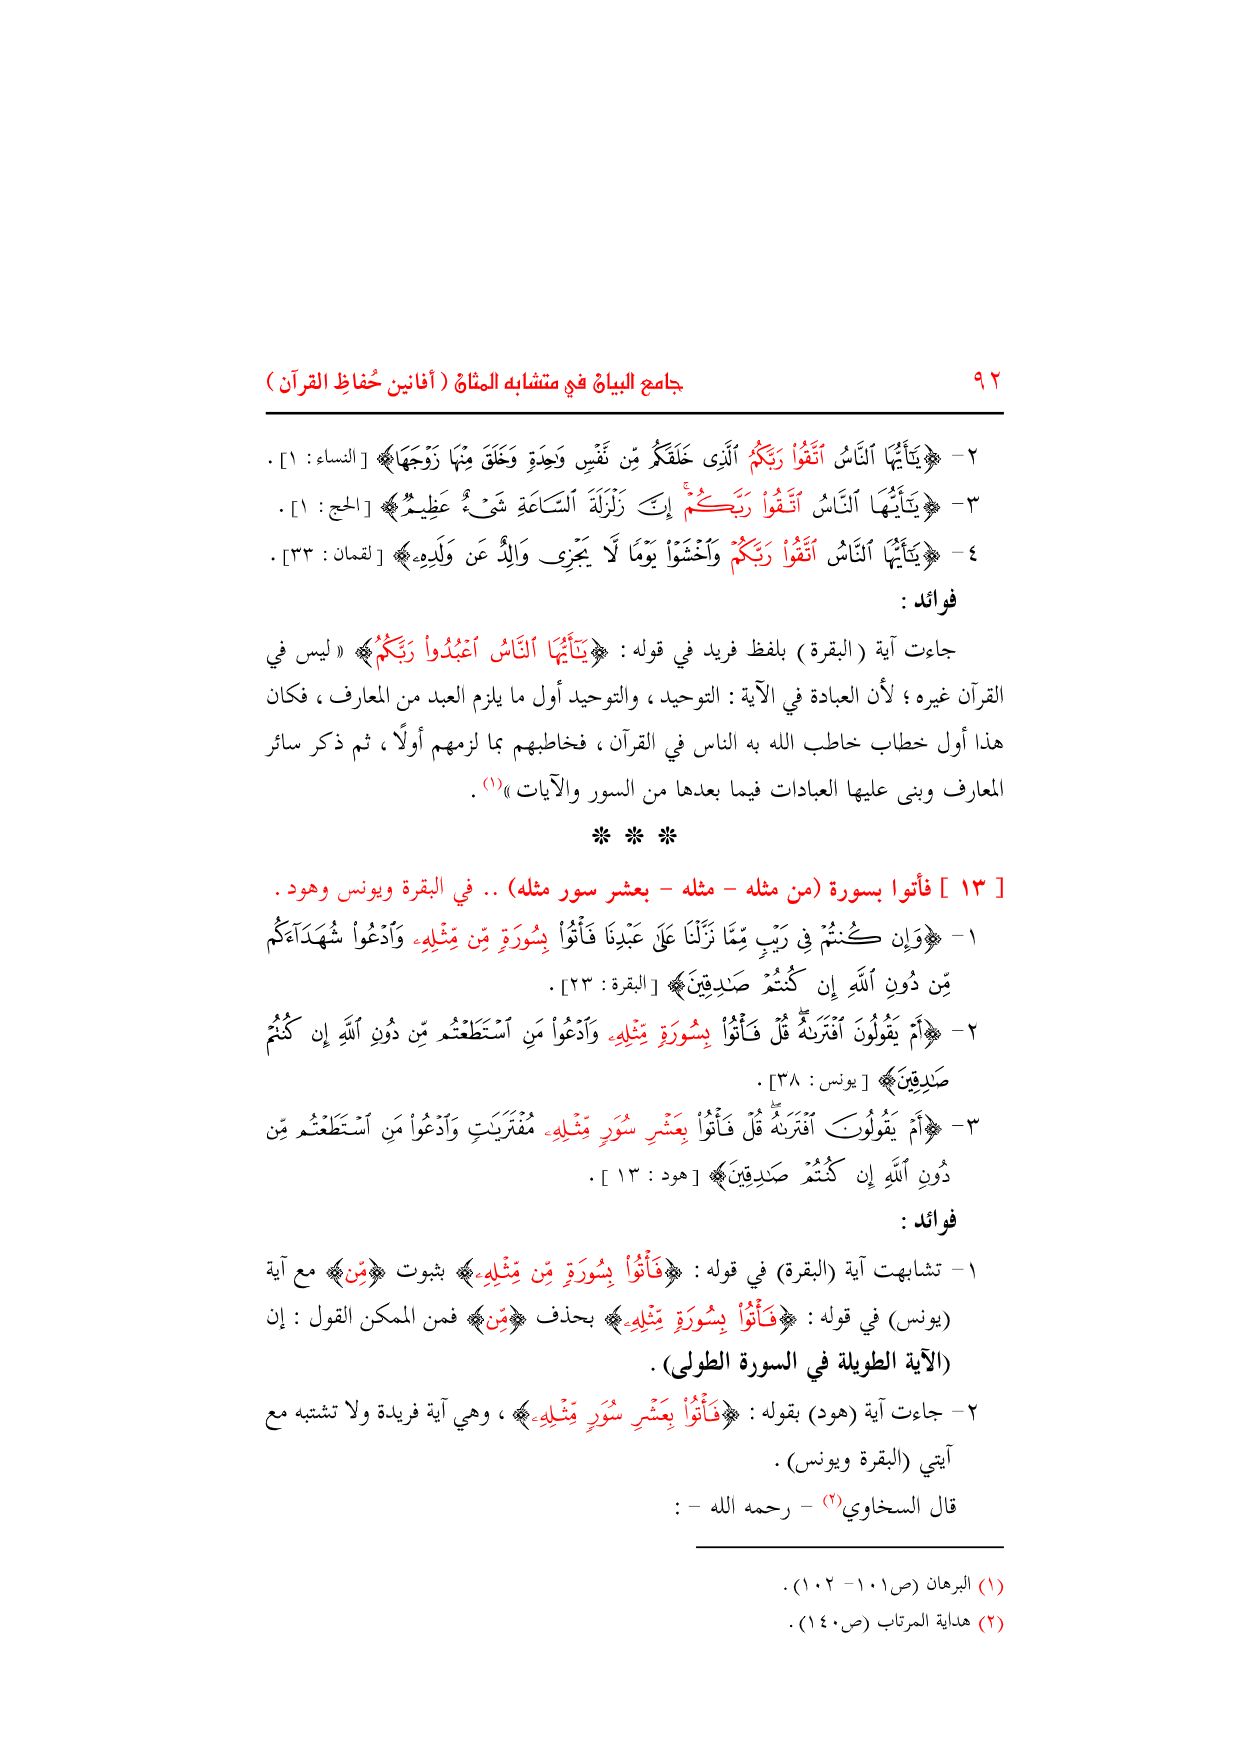 ٩٢ جامع البيان في متشابه المثان ( أفانين حُفاظِ القرآن )
٢- ﴿يَٰٓأَيُّهَا ٱلنَّاسُ ٱتَّقُوا۟ رَبَّكُمُ ٱلَّذِى خَلَقَكُم مِّن نَّفْسٍ وَٰحِدَةٍ وَخَلَقَ مِنْهَا زَوْجَهَا﴾ [ النساء : ١] .
٣- ﴿يَٰٓأَيُّهَا ٱلنَّاسُ ٱتَّقُوا۟ رَبَّكُمْ ۚ إِنَّ زَلْزَلَةَ ٱلسَّاعَةِ شَىْءٌ عَظِيمٌ﴾ [الحج : ١] .
٤- ﴿يَٰٓأَيُّهَا ٱلنَّاسُ ٱتَّقُوا۟ رَبَّكُمْ وَٱخْشَوْا۟ يَوْمًا لَّا يَجْزِى وَالِدٌ عَن وَلَدِهِۦ﴾ [ لقمان : ٣٣] .
فوائد :
جاءت آية ( البقرة ) بلفظ فريد في قوله : ﴿يَٰٓأَيُّهَا ٱلنَّاسُ ٱعْبُدُوا۟ رَبَّكُمُ﴾ « ليس في
القرآن غيره ؛ لأن العبادة في الآية : التوحيد ، والتوحيد أول ما يلزم العبد من المعارف ، فكان
هذا أول خطاب خاطب الله به الناس في القرآن ، فخاطبهم بما لزمهم أولًا ، ثم ذكر سائر
المعارف وبنى عليها العبادات فيما بعدها من السور والآيات »(١) .
* * *
[ ١٣ ] فأتوا بسورة (من مثله - مثله - بعشر سور مثله) .. في البقرة ويونس وهود .
١- ﴿وَإِن كُنتُمْ فِى رَيْبٍ مِّمَّا نَزَّلْنَا عَلَىٰ عَبْدِنَا فَأْتُوا۟ بِسُورَةٍ مِّن مِّثْلِهِۦ وَٱدْعُوا۟ شُهَدَآءَكُم
مِّن دُونِ ٱللَّهِ إِن كُنتُمْ صَٰدِقِينَ﴾ [ البقرة : ٢٣] .
٢- ﴿أَمْ يَقُولُونَ ٱفْتَرَىٰهُ ۖ قُلْ فَأْتُوا۟ بِسُورَةٍ مِّثْلِهِۦ وَٱدْعُوا۟ مَنِ ٱسْتَطَعْتُم مِّن دُونِ ٱللَّهِ إِن كُنتُمْ
صَٰدِقِينَ﴾ [ يونس : ٣٨] .
٣- ﴿أَمْ يَقُولُونَ ٱفْتَرَىٰهُ ۖ قُلْ فَأْتُوا۟ بِعَشْرِ سُوَرٍ مِّثْلِهِۦ مُفْتَرَيَٰتٍ وَٱدْعُوا۟ مَنِ ٱسْتَطَعْتُم مِّن
دُونِ ٱللَّهِ إِن كُنتُمْ صَٰدِقِينَ﴾ [ هود : ١٣ ] .
فوائد :
١- تشابهت آية (البقرة) في قوله : ﴿فَأْتُوا۟ بِسُورَةٍ مِّن مِّثْلِهِۦ﴾ بثبوت ﴿مِّن﴾ مع آية
(يونس) في قوله : ﴿فَأْتُوا۟ بِسُورَةٍ مِّثْلِهِۦ﴾ بحذف ﴿مِّن﴾ فمن الممكن القول : إن
(الآية الطويلة في السورة الطولى) .
٢- جاءت آية (هود) بقوله : ﴿فَأْتُوا۟ بِعَشْرِ سُوَرٍ مِّثْلِهِۦ﴾ ، وهي آية فريدة ولا تشتبه مع
آيتي (البقرة ويونس) .
قال السخاوي(٢) - رحمه الله - :
(١) البرهان (ص١٠١- ١٠٢) .
(٢) هداية المرتاب (ص١٤٠) .